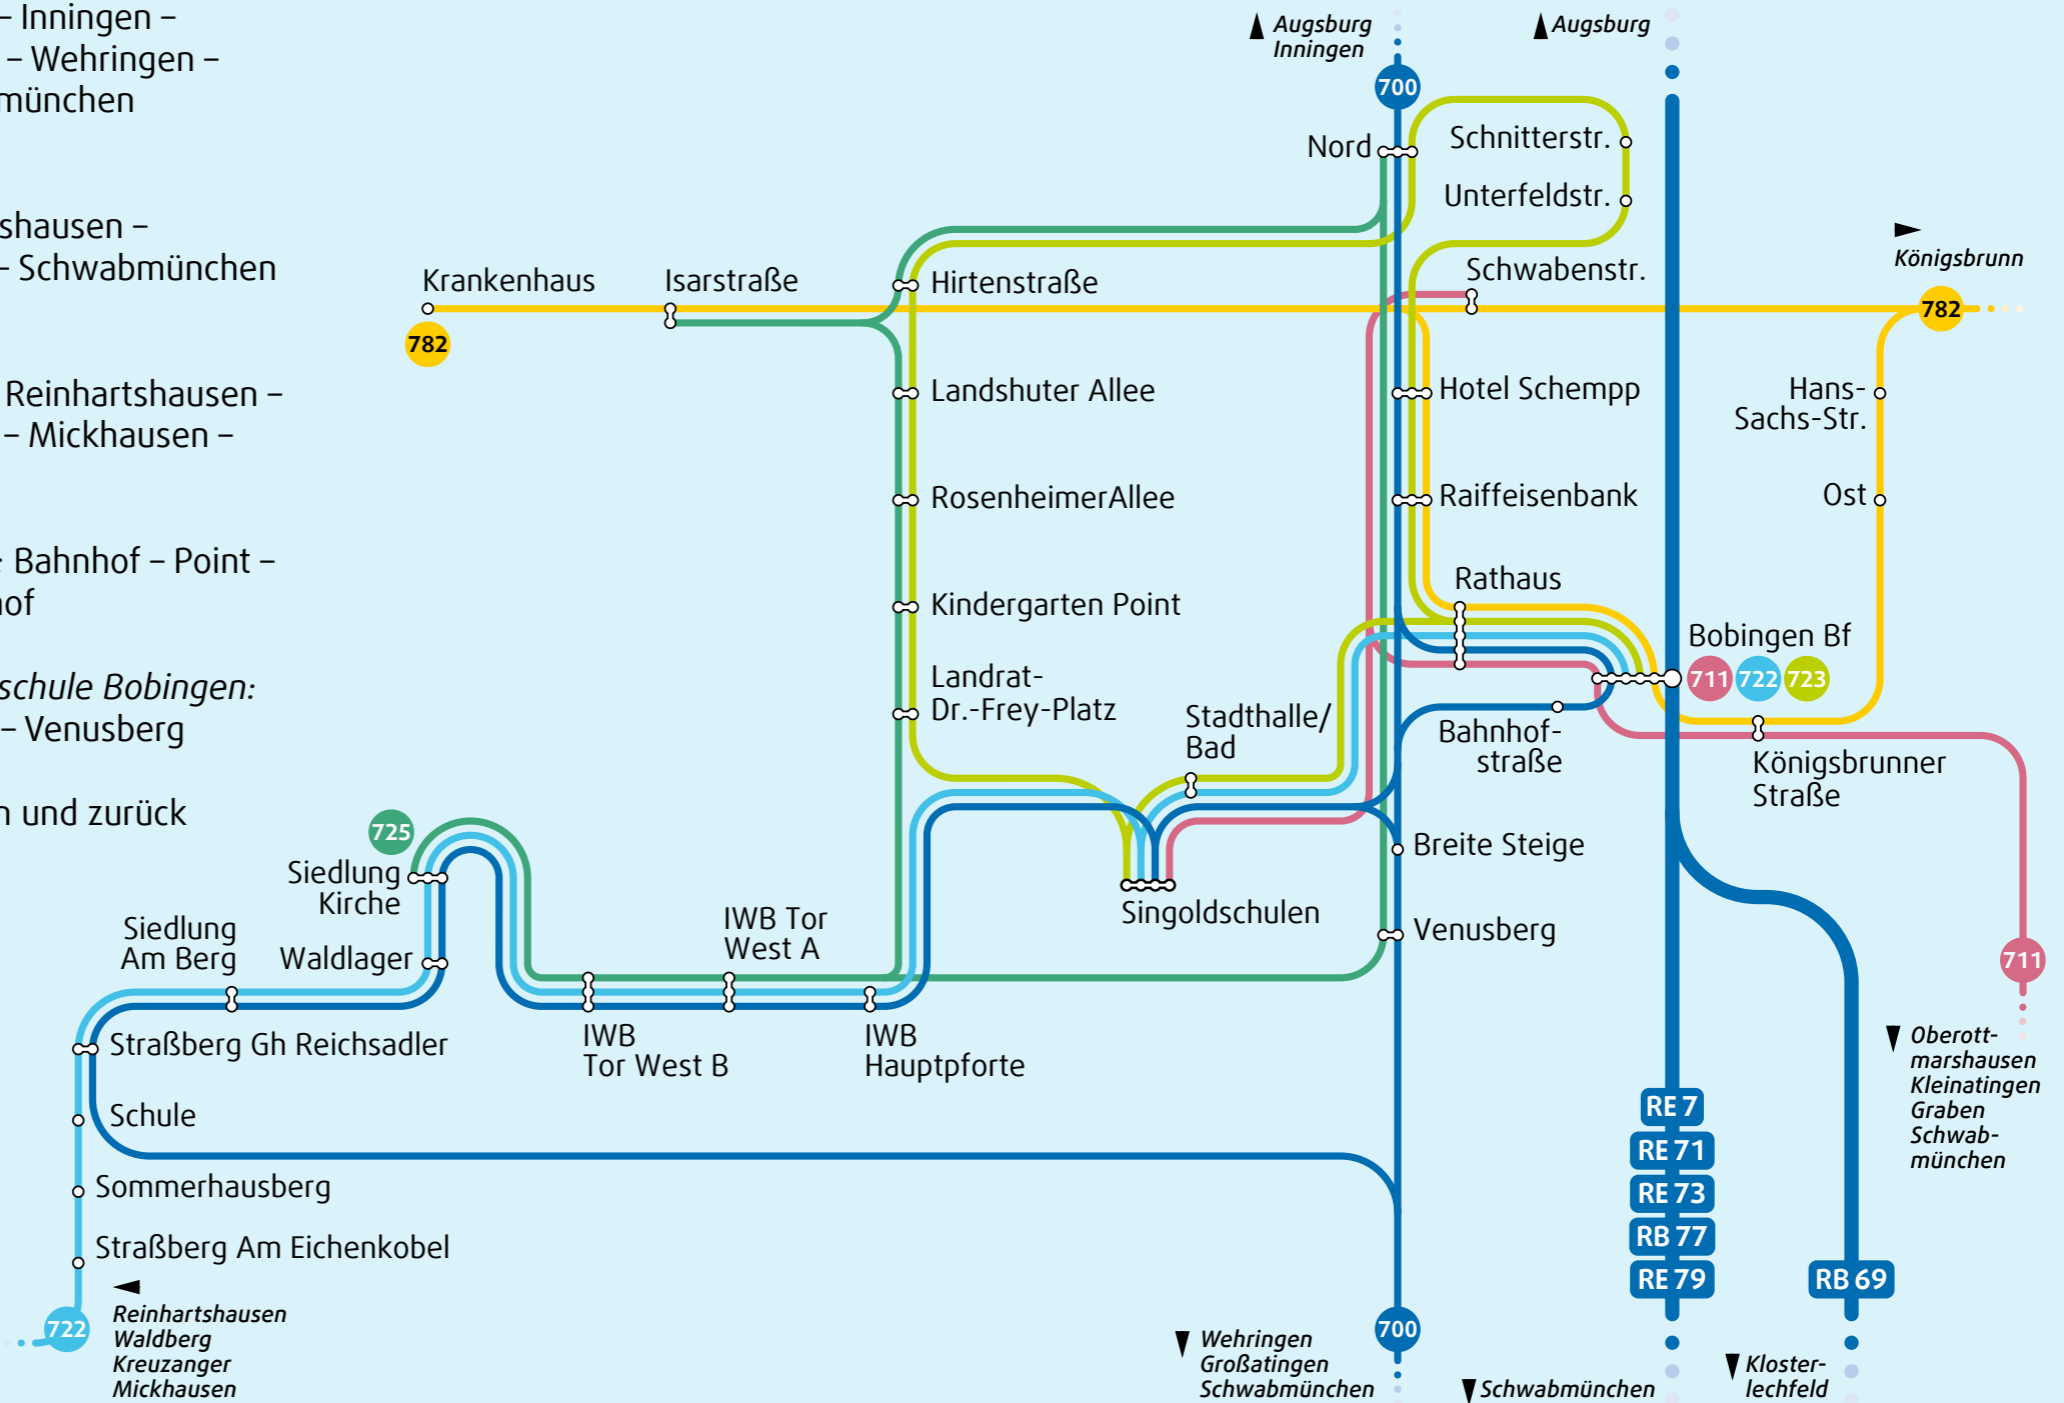 – Inningen –
– Wehringen –
münchen
shausen –
– Schwabmünchen
Reinhartshausen –
– Mickhausen –
: Bahnhof – Point –
hof
schule Bobingen:
– Venusberg
n und zurück
Augsburg
Inningen
Augsburg
700
Nord
Schnitterstr.
Unterfeldstr.
Königsbrunn
Krankenhaus
Isarstraße
Hirtenstraße
Schwabenstr.
782
782
Landshuter Allee
Hotel Schempp
Hans-
Sachs-Str.
RosenheimerAllee
Raiffeisenbank
Ost
Kindergarten Point
Rathaus
Bobingen Bf
711 722 723
Landrat-
Dr.-Frey-Platz
Stadthalle/
Bad
Bahnhof-
straße
Königsbrunner
Straße
725
Siedlung
Kirche
Breite Steige
Singoldschulen
Venusberg
Siedlung
Am Berg
Waldlager
IWB Tor
West A
711
Straßberg Gh Reichsadler
IWB
Tor West B
IWB
Hauptpforte
Oberott-
marshausen
Kleinatingen
Graben
Schwab-
münchen
Schule
Sommerhausberg
Straßberg Am Eichenkobel
RE 7
RE 71
RE 73
RB 77
RE 79
RB 69
722
Reinhartshausen
Waldberg
Kreuzanger
Mickhausen
700
Wehringen
Großatingen
Schwabmünchen
Schwabmünchen
Kloster-
lechfeld